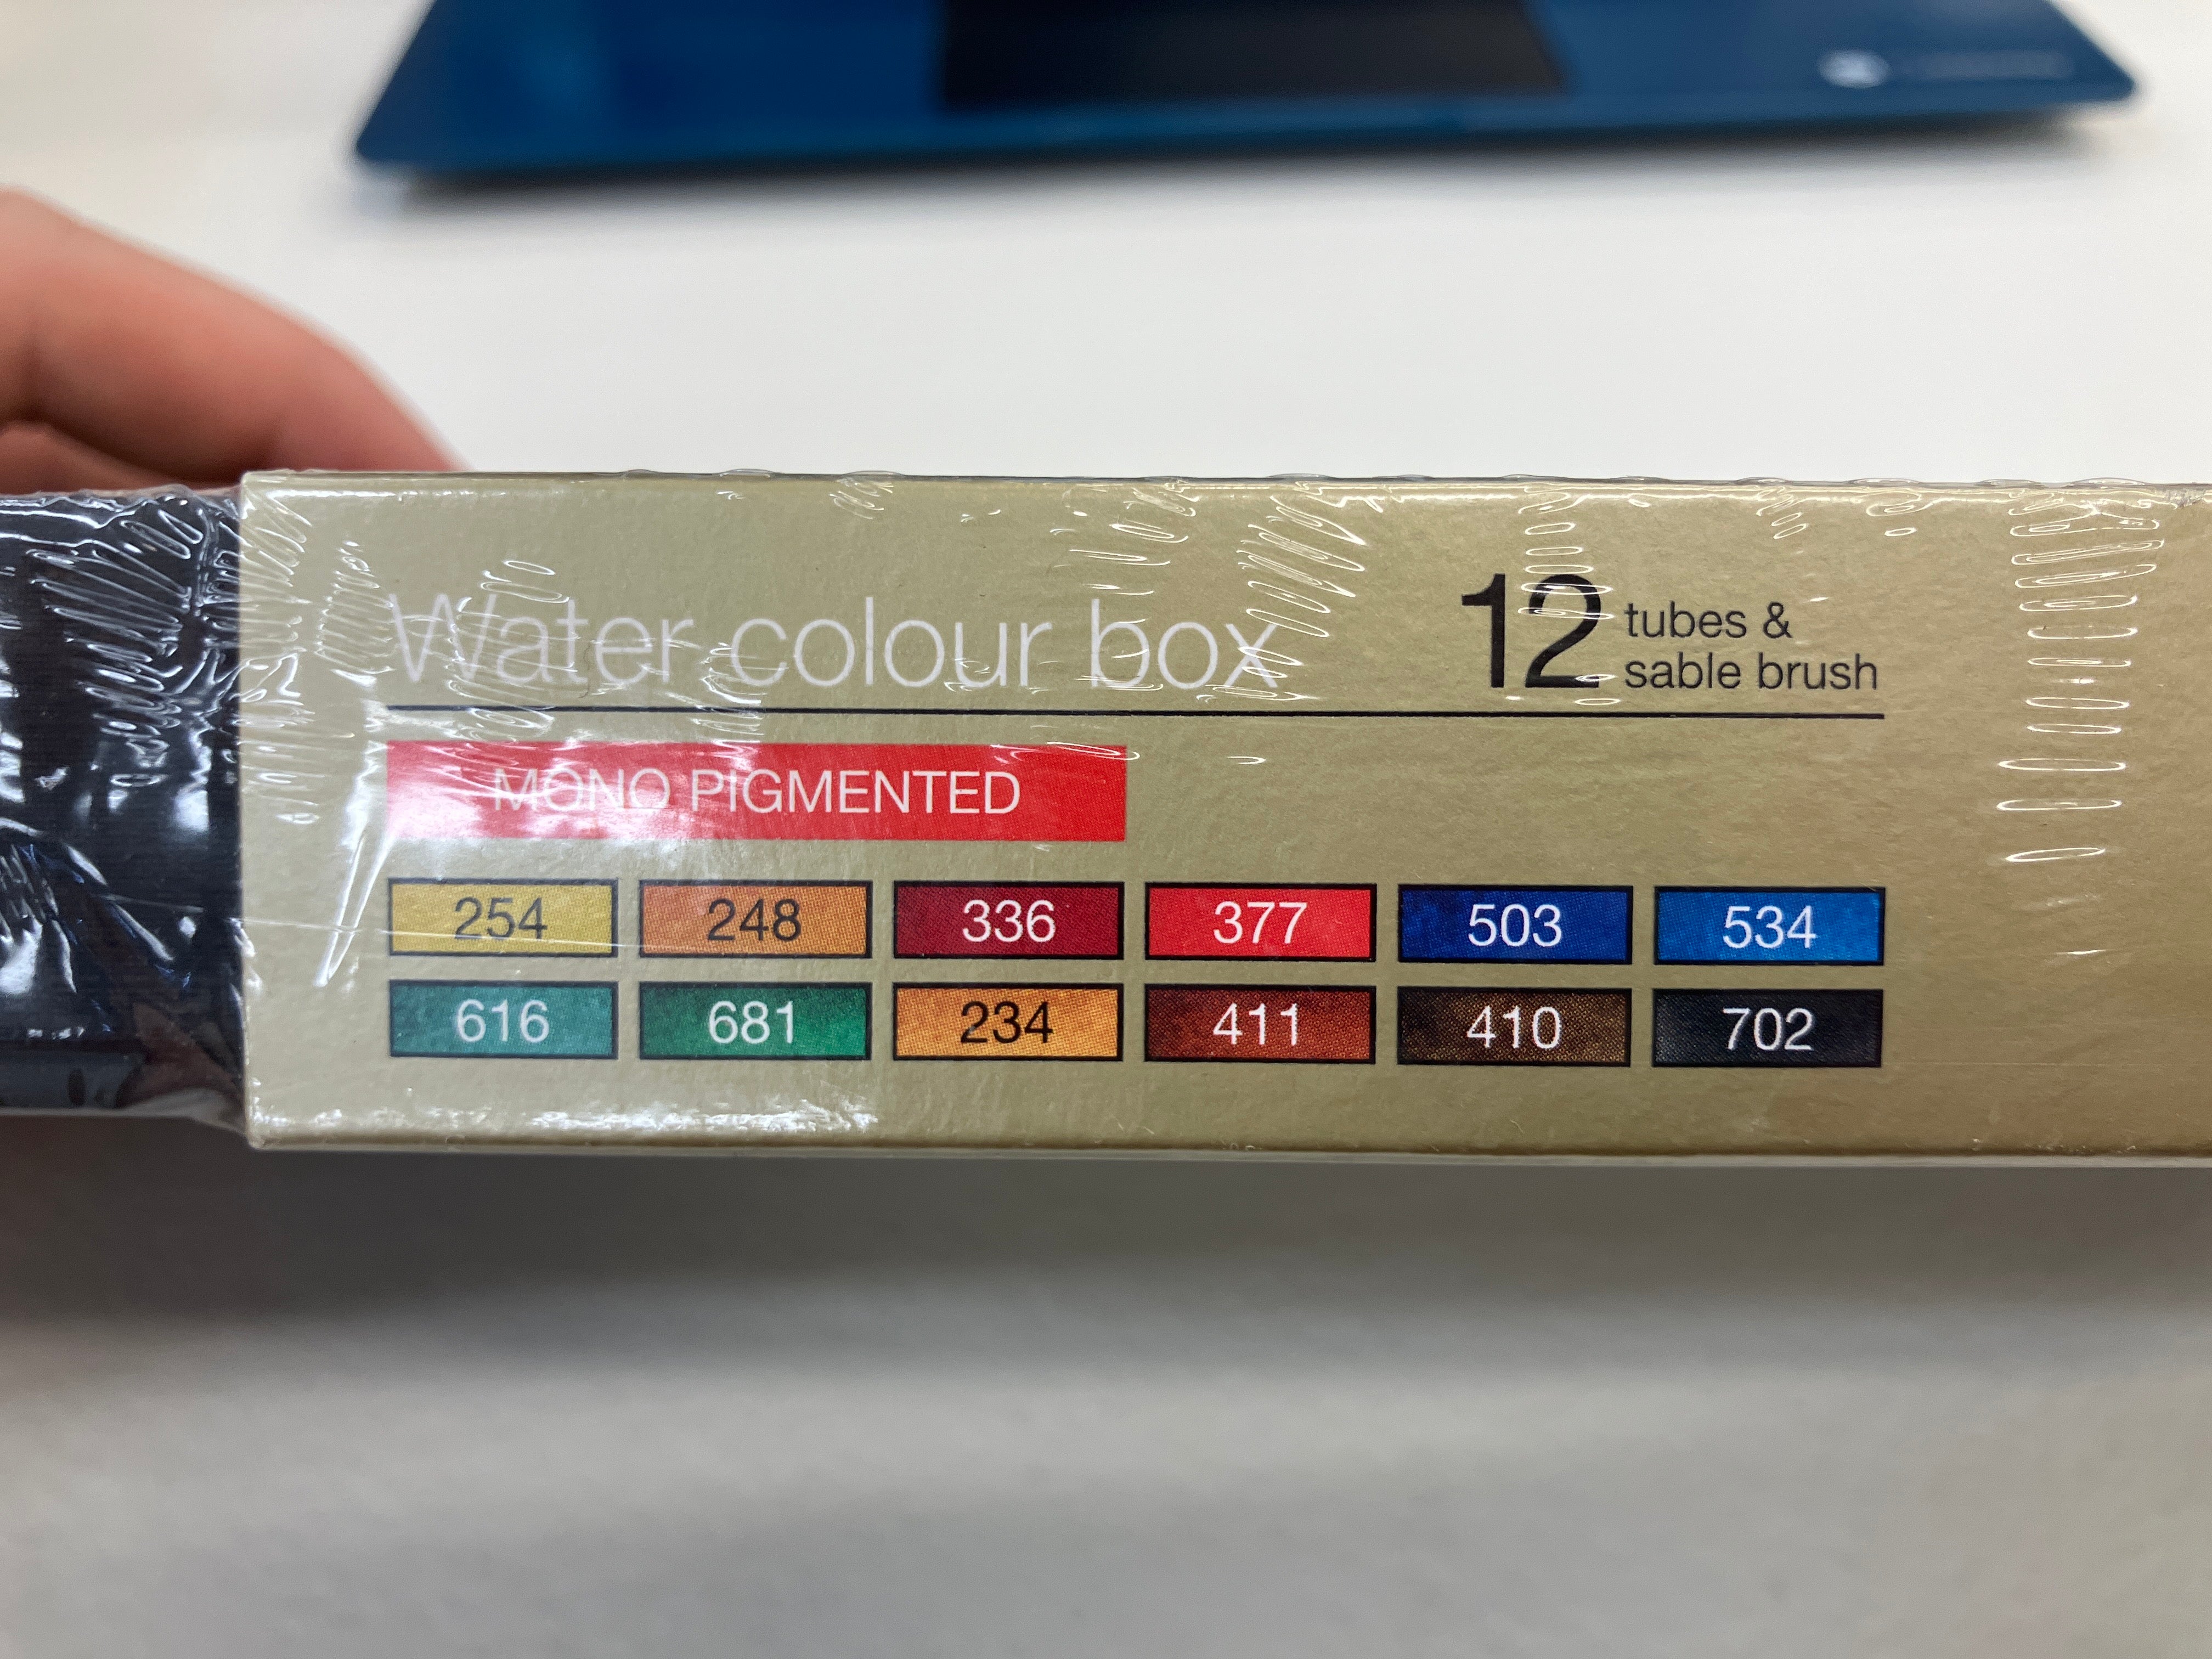 Water colour box
12 tubes &
sable brush
MONO PIGMENTED
254 248 336 377 503 534
616 681 234 411 410 702